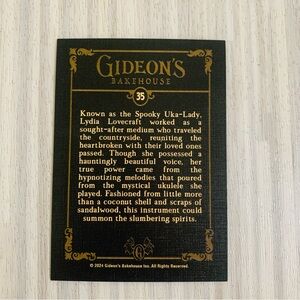 GIDEON'S
BAKEHOUSE
35
Known as the Spooky Uka-Lady,
Lydia Lovecraft worked as a
sought-after medium who traveled
the countryside, reuniting the
heartbroken with their loved ones
passed. Though she possessed a
hauntingly beautiful voice, her
true power came from the
hypnotizing melodies that poured
from the mystical ukulele she
played. Fashioned from little more
than a coconut shell and scraps of
sandalwood, this instrument could
summon the slumbering spirits.
G
© 2024 Gideon's Bakehouse Inc. All Rights Reserved.